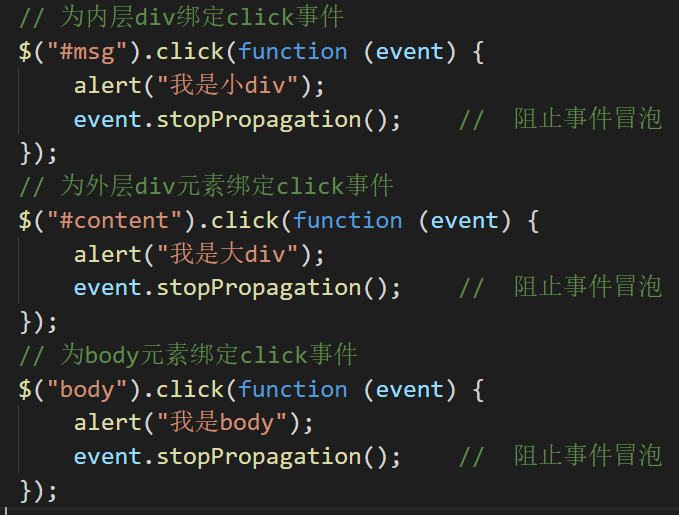 // 为内层div绑定click事件
$("#msg").click(function (event) {
    alert("我是小div");
    event.stopPropagation();    //  阻止事件冒泡
});
// 为外层div元素绑定click事件
$("#content").click(function (event) {
    alert("我是大div");
    event.stopPropagation();    //  阻止事件冒泡
});
// 为body元素绑定click事件
$("body").click(function (event) {
    alert("我是body");
    event.stopPropagation();    //  阻止事件冒泡
});